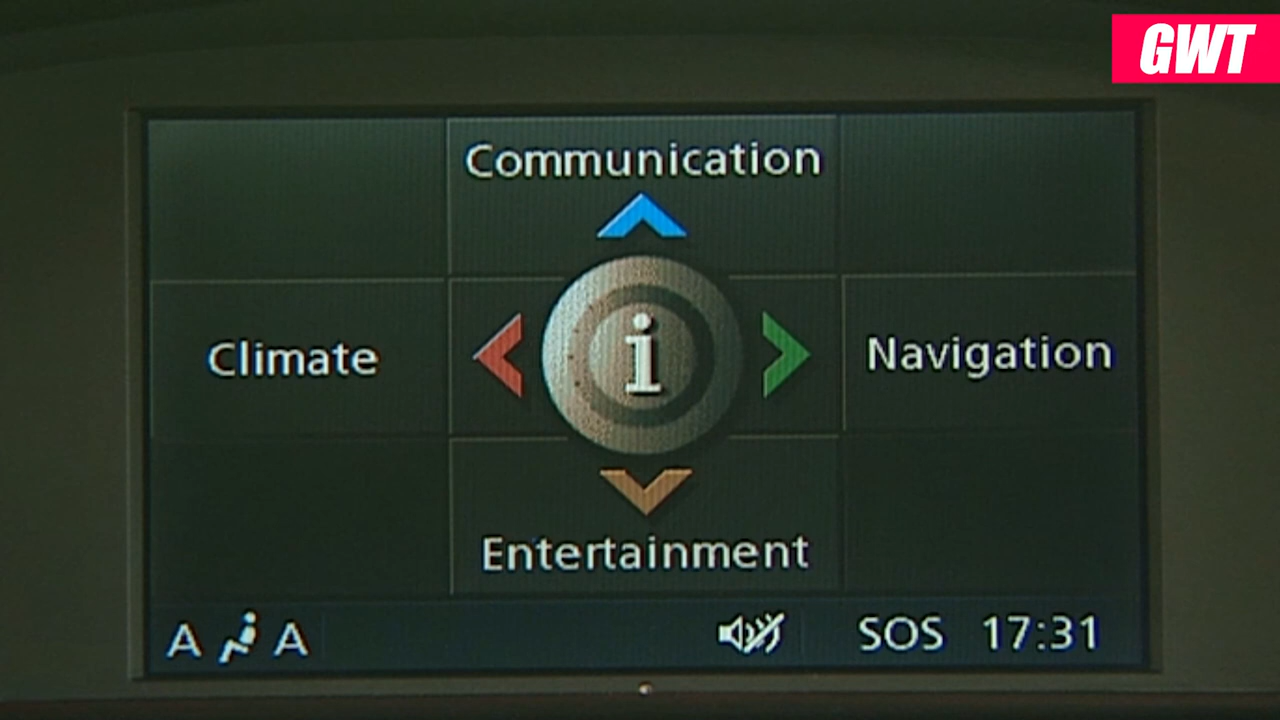 GWT
Communication
Climate
i
Navigation
Entertainment
A A
SOS 17:31